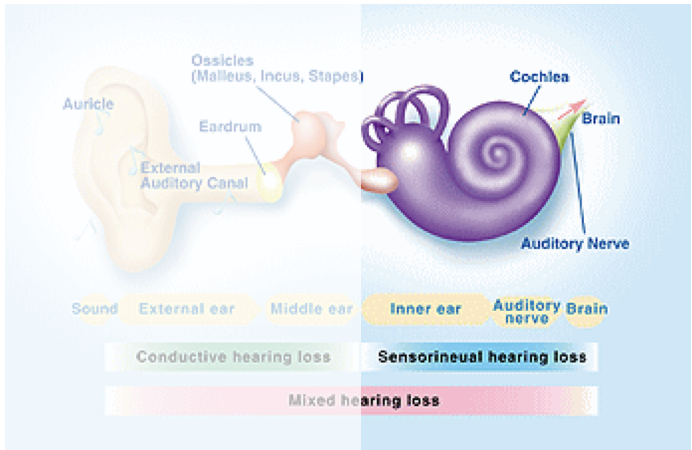 Ossicles
(Malleus, Incus, Stapes)
Cochlea
Auricle
Brain
Eardrum
External
Auditory Canal
Auditory Nerve
Sound
External ear
Middle ear
Inner ear
Auditory
nerve
Brain
Conductive hearing loss
Sensorineual hearing loss
Mixed hearing loss